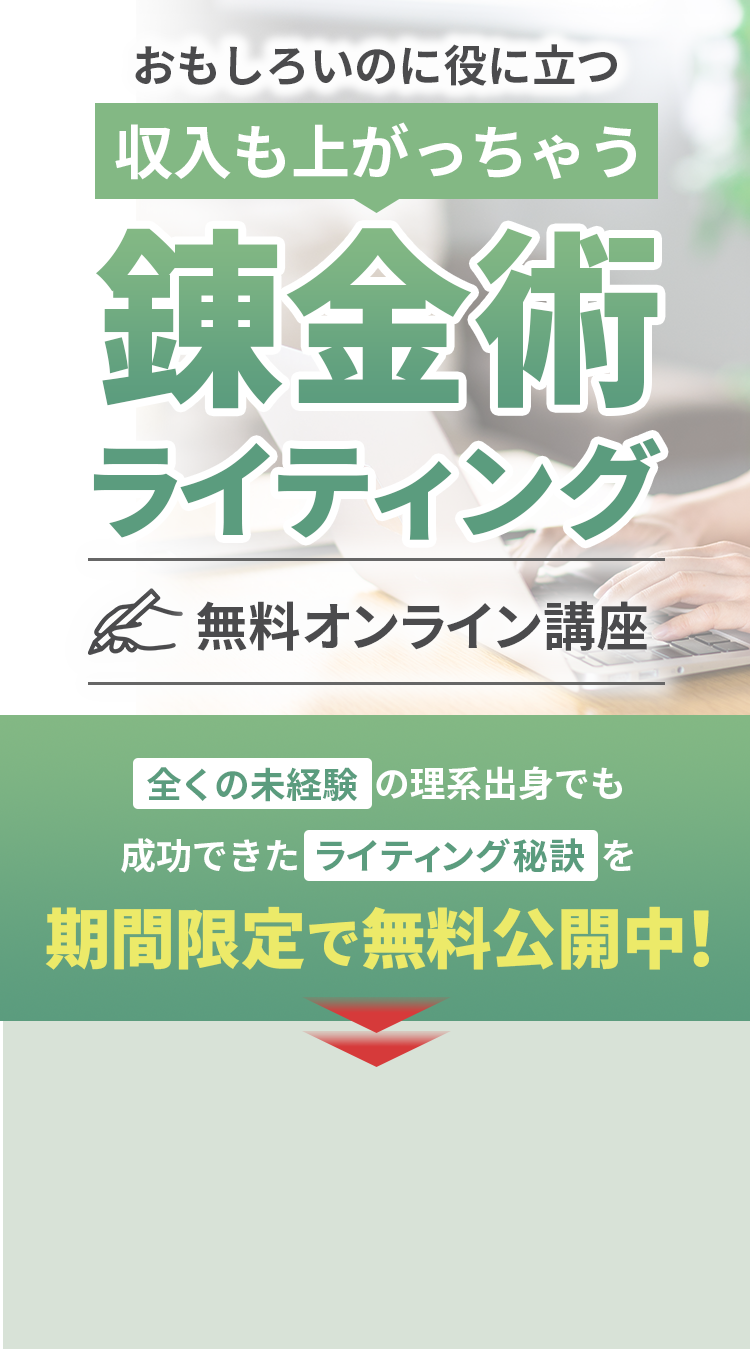 おもしろいのに役に立つ
収入も上がっちゃう
錬金術
ライティング
無料オンライン講座
全くの未経験の理系出身でも
成功できたライティング秘訣を
期間限定で無料公開中!